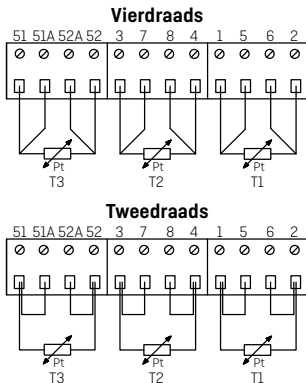 Vierdraads
51 51A 52A 52 3 7 8 4 1 5 6 2
Pt Pt Pt
T3 T2 T1
Tweedraads
51 51A 52A 52 3 7 8 4 1 5 6 2
Pt Pt Pt
T3 T2 T1